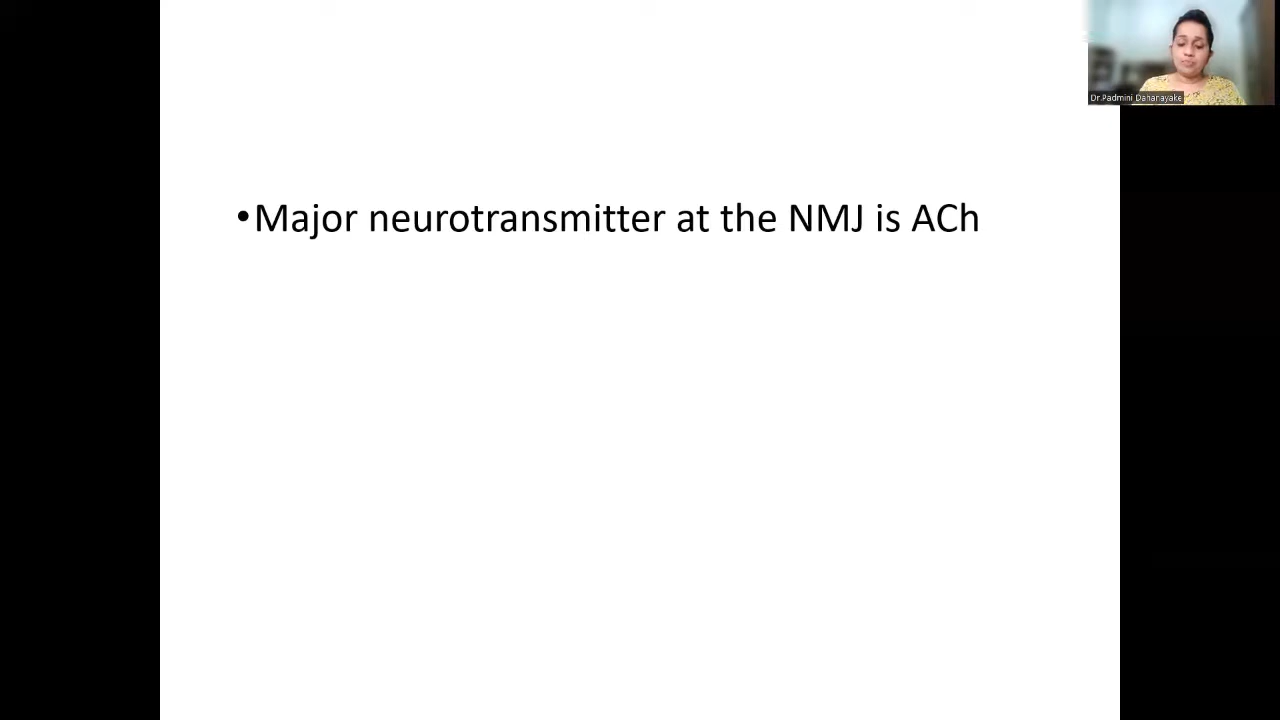 Dr.Padmini Dahanayake
•Major neurotransmitter at the NMJ is ACh